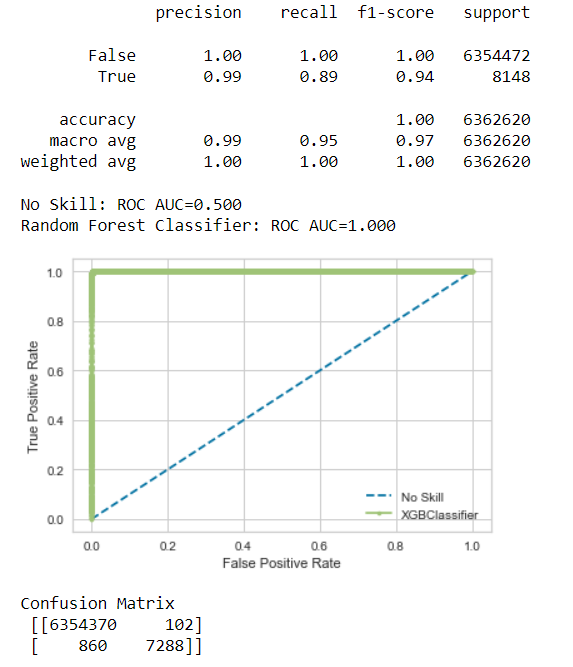 precision recall f1-score support
False 1.00 1.00 1.00 6354472
True 0.99 0.89 0.94 8148
accuracy 1.00 6362620
macro avg 0.99 0.95 0.97 6362620
weighted avg 1.00 1.00 1.00 6362620
No Skill: ROC AUC=0.500
Random Forest Classifier: ROC AUC=1.000
1.0
0.8
0.6
0.4
0.2
0.0
True Positive Rate
No Skill
XGBClassifier
0.0 0.2 0.4 0.6 0.8 1.0
False Positive Rate
Confusion Matrix
[[6354370 102]
[ 860 7288]]